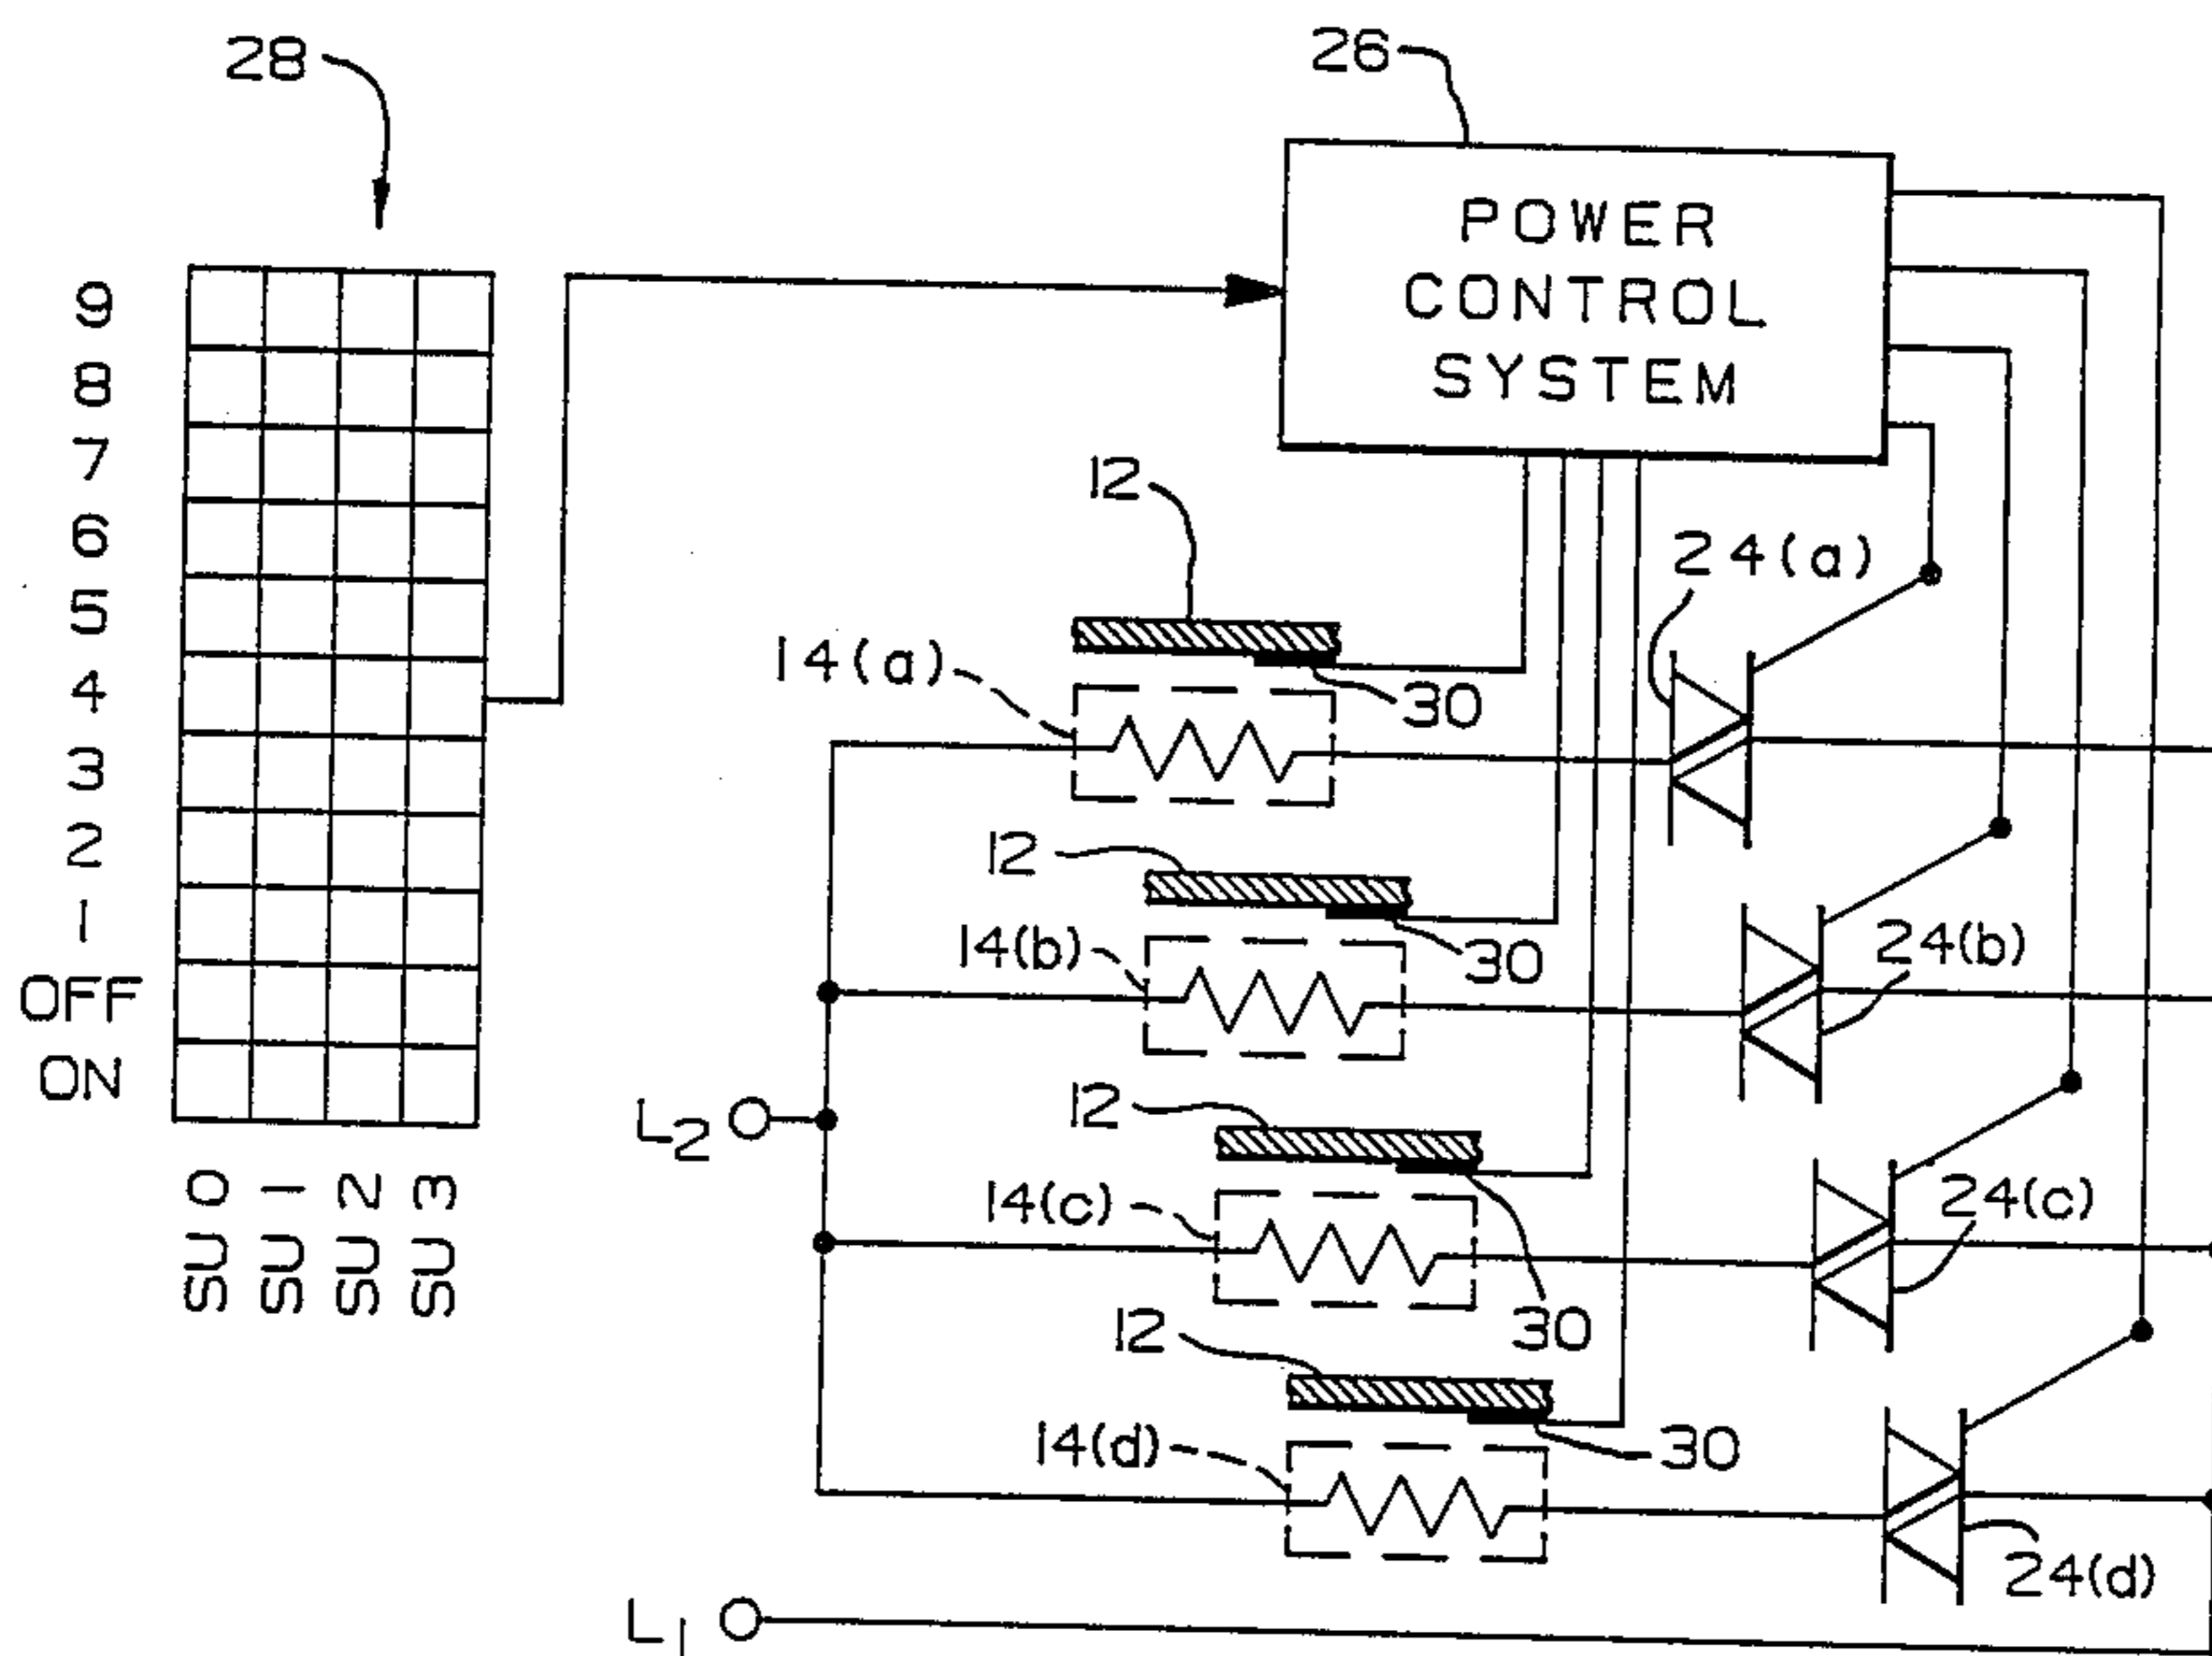 28
26
POWER
CONTROL
SYSTEM
9
8
7
6
5
4
3
2
1
OFF
ON
SU 0
SU 1
SU 2
SU 3
12
24(a)
14(a)
30
12
14(b)
30
24(b)
12
L2
14(c)
24(c)
30
12
14(d)
30
24(d)
L1